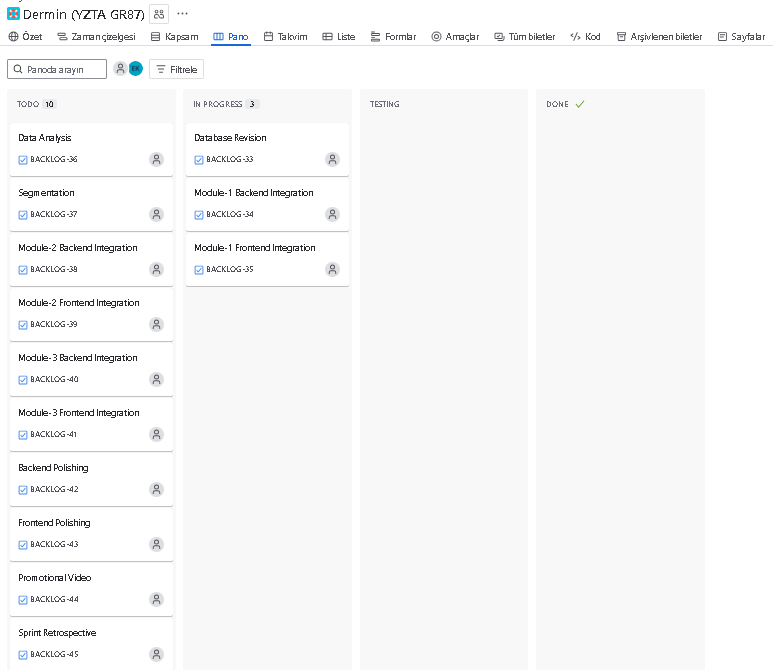 Dermin (YZTA GR87)
Özet Zaman çizelgesi Kapsam Pano Takvim Liste Formlar Amaçlar Tüm biletler Kod Arşivlenen biletler Sayfalar
Panoda arayın EK Filtrele
TODO 10
Data Analysis
BACKLOG-36
Segmentation
BACKLOG-37
Module-2 Backend Integration
BACKLOG-38
Module-2 Frontend Integration
BACKLOG-39
Module-3 Backend Integration
BACKLOG-40
Module-3 Frontend Integration
BACKLOG-41
Backend Polishing
BACKLOG-42
Frontend Polishing
BACKLOG-43
Promotional Video
BACKLOG-44
Sprint Retrospective
BACKLOG-45
IN PROGRESS 3
Database Revision
BACKLOG-33
Module-1 Backend Integration
BACKLOG-34
Module-1 Frontend Integration
BACKLOG-35
TESTING
DONE